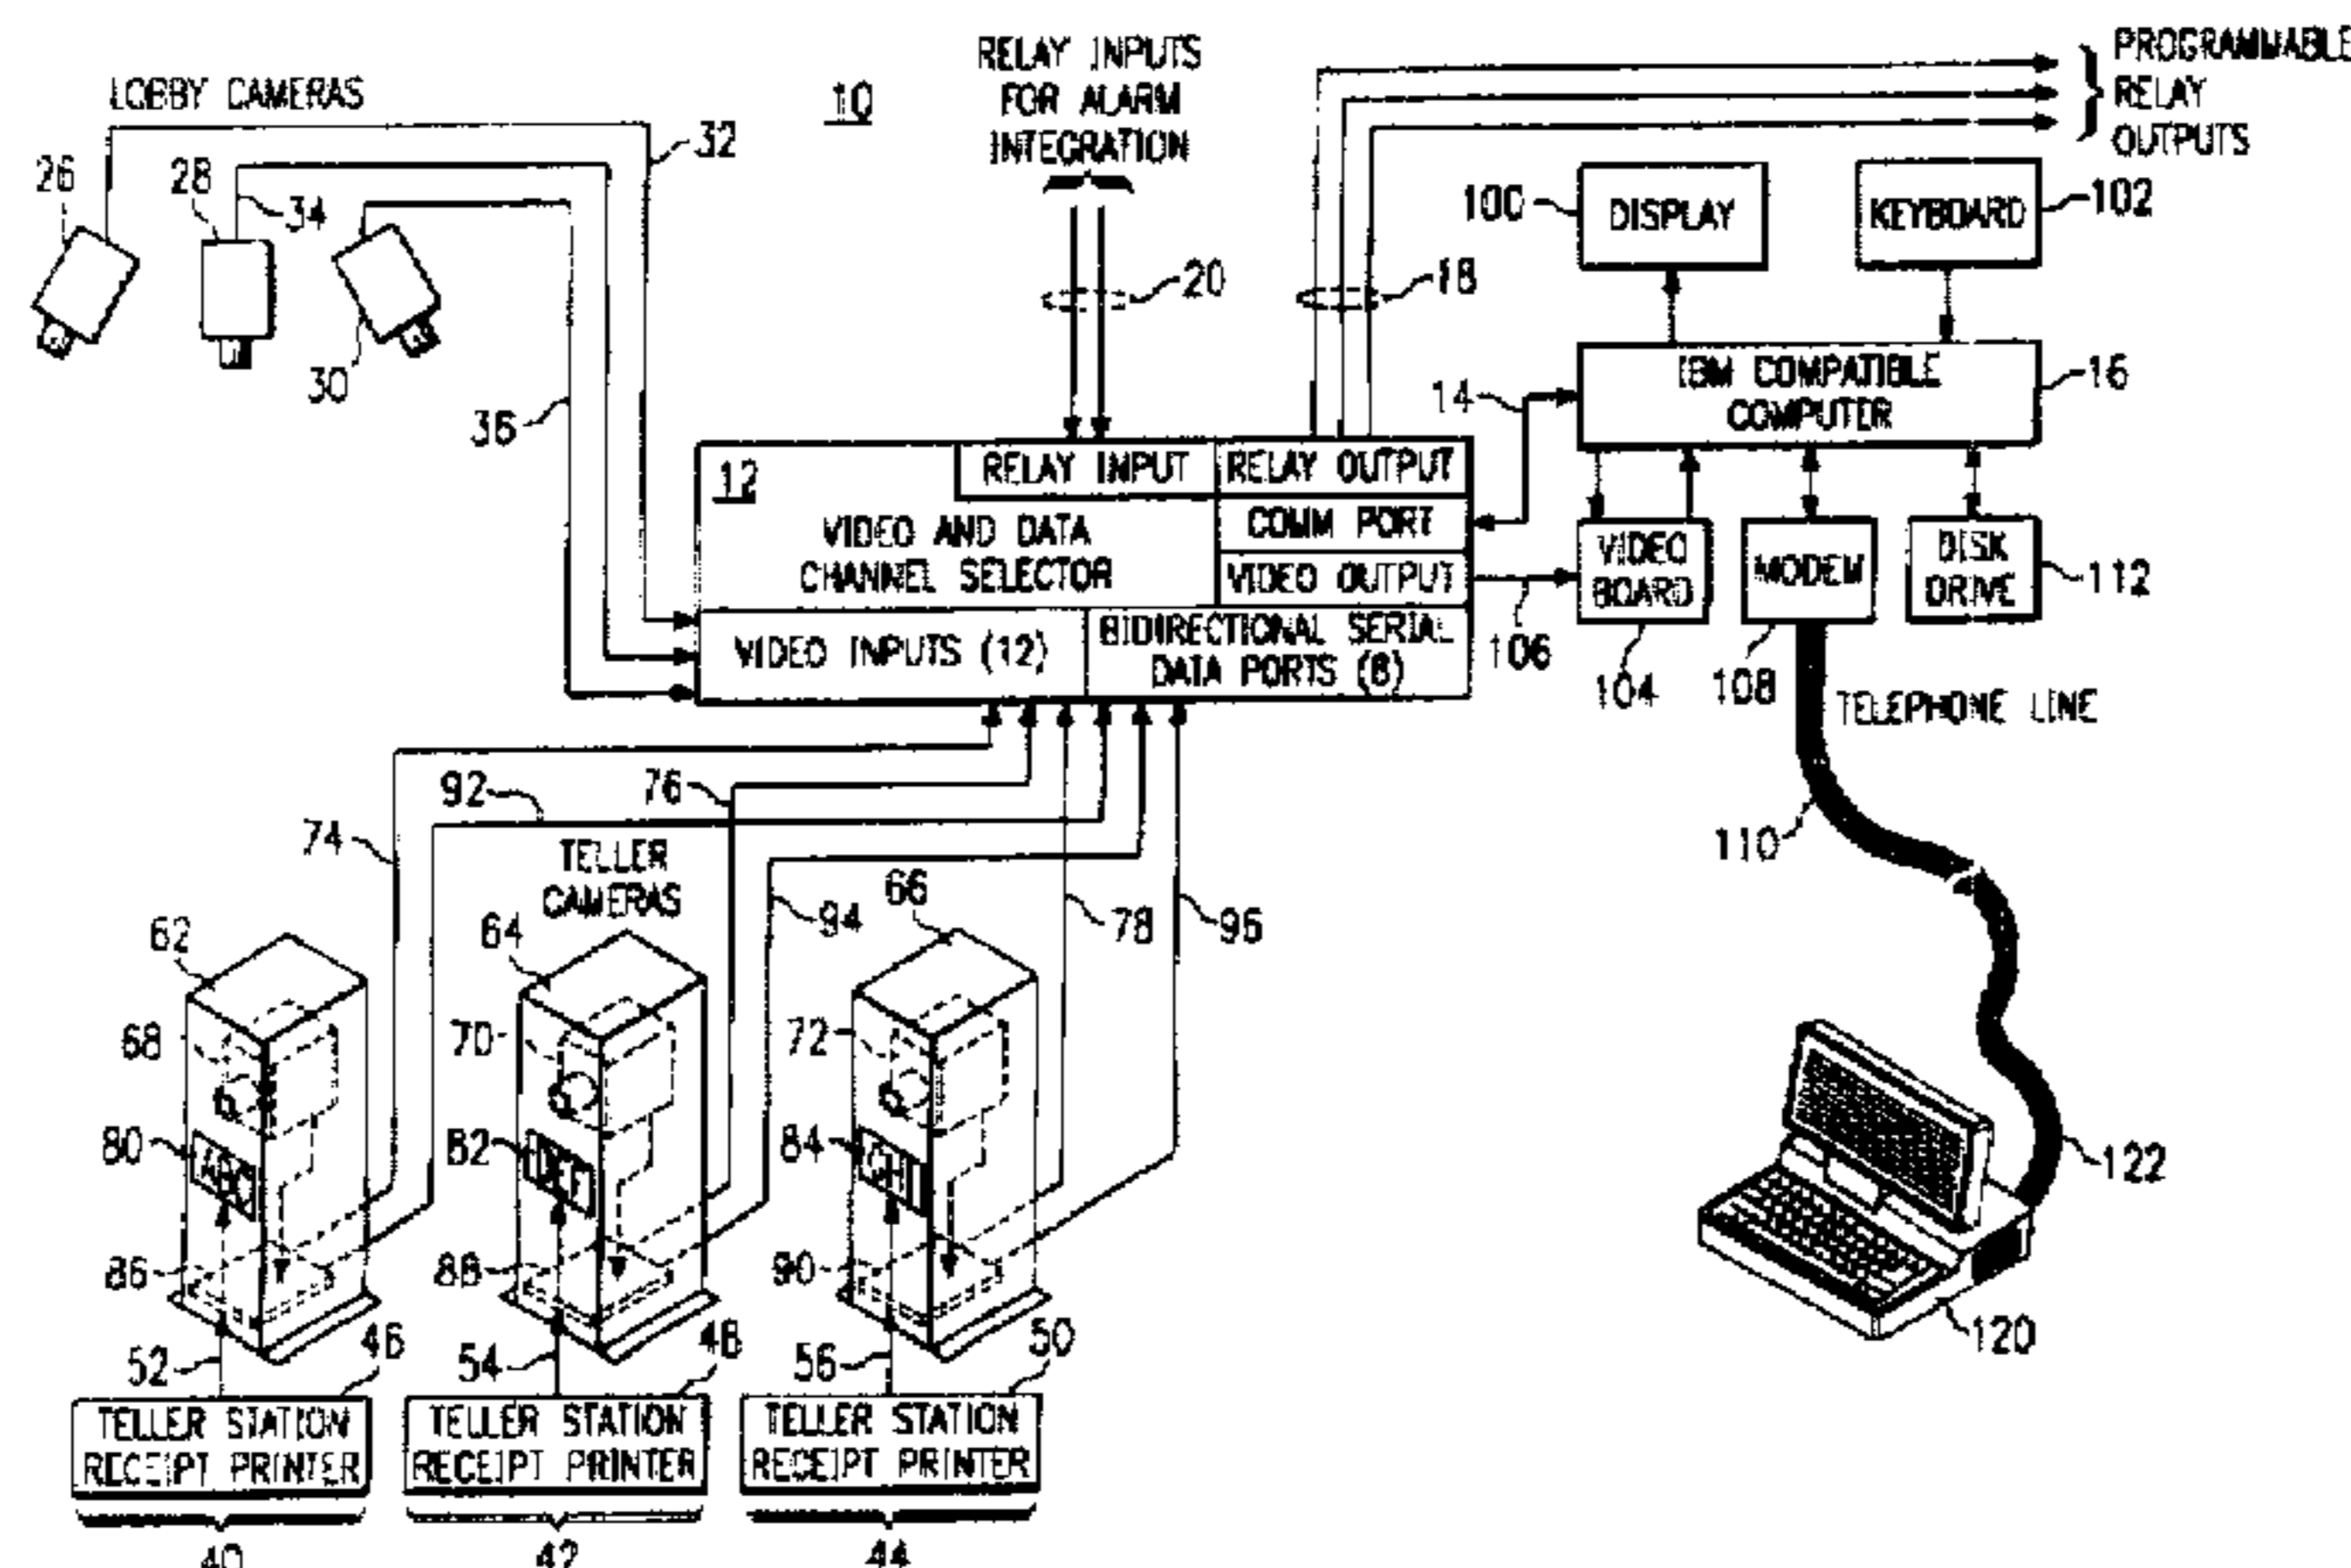 LOBBY CAMERAS
10
RELAY INPUTS
FOR ALARM
INTEGRATION
PROGRAMMABLE
RELAY
OUTPUTS
26
28
34
32
30
36
20
18
100
DISPLAY
KEYBOARD
102
14
IBM COMPATIBLE
COMPUTER
16
12
RELAY INPUT
RELAY OUTPUT
VIDEO AND DATA
CHANNEL SELECTOR
COMM PORT
VIDEO OUTPUT
VIDEO INPUTS (12)
BIDIRECTIONAL SERIAL
DATA PORTS (8)
106
VIDEO
BOARD
104
MODEM
108
DISK
DRIVE
112
TELEPHONE LINE
110
122
120
74
92
76
TELLER
CAMERAS
94
78
96
62
64
66
68
70
72
80
ABC
82
DEF
84
GHI
86
88
90
52
46
54
48
56
50
TELLER STATION
RECEIPT PRINTER
TELLER STATION
RECEIPT PRINTER
TELLER STATION
RECEIPT PRINTER
40
42
44